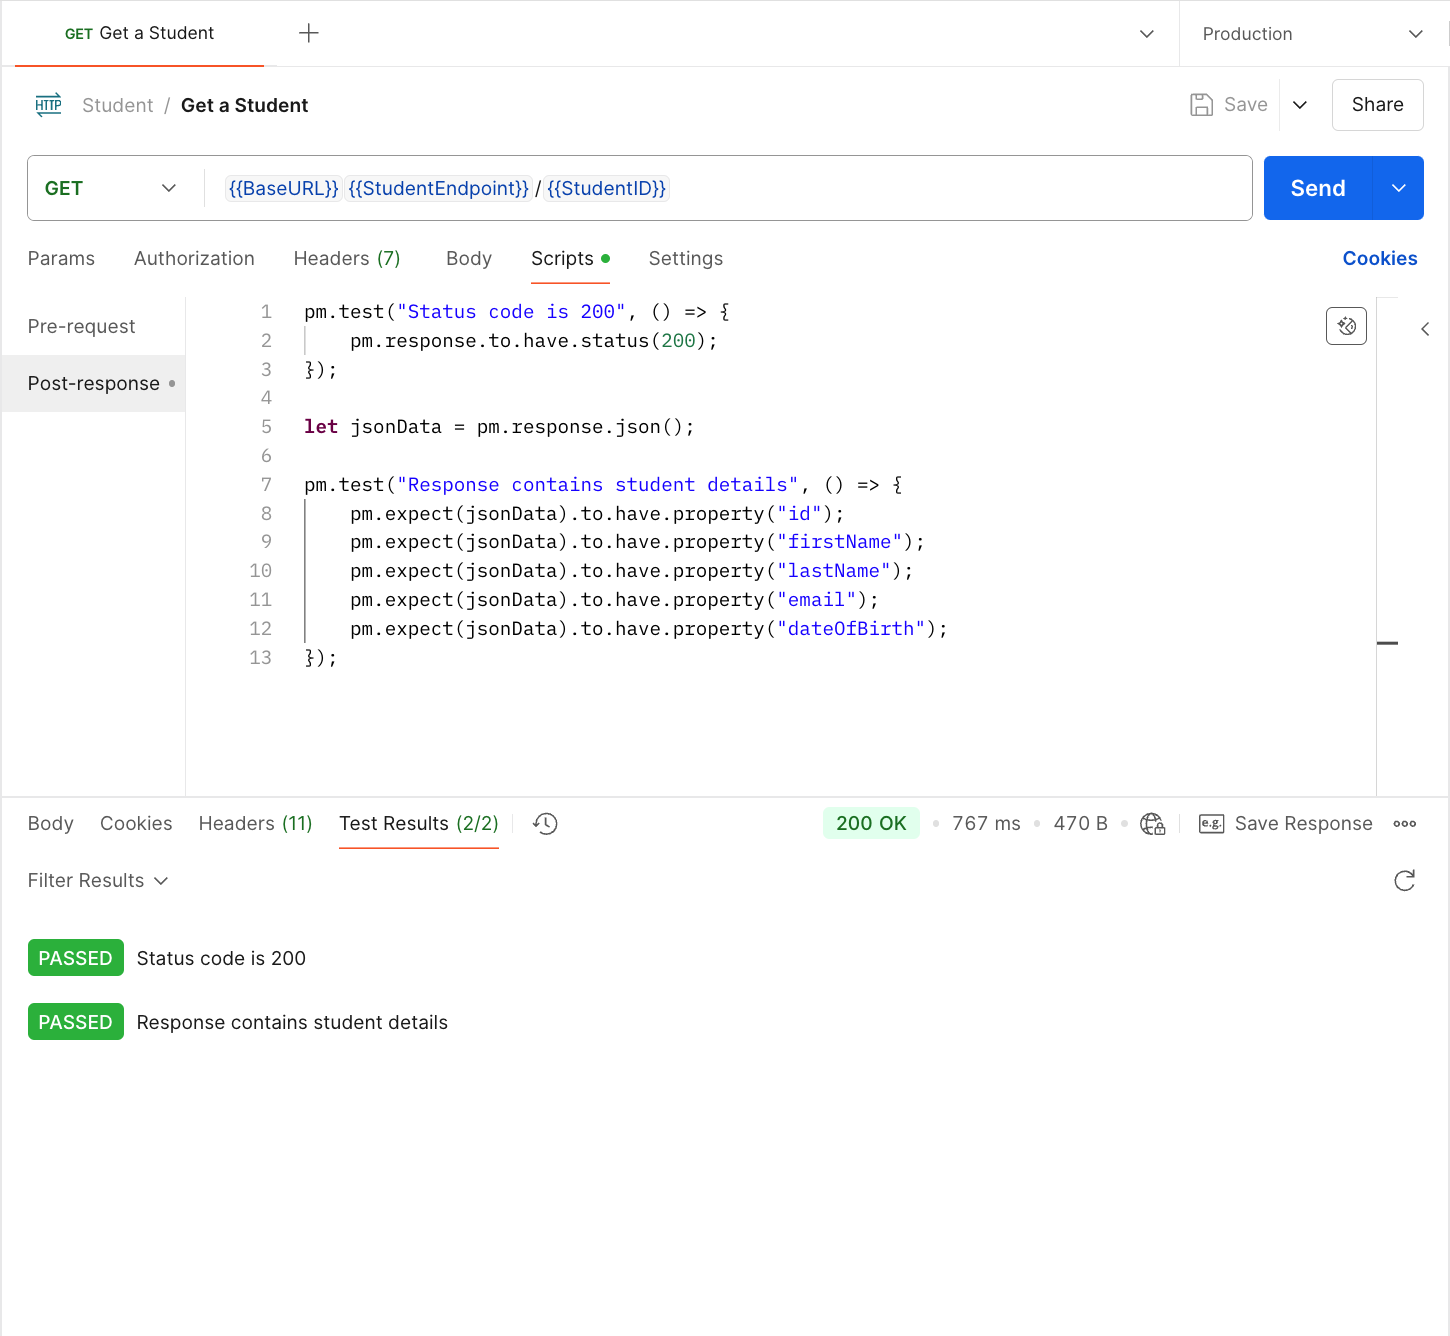 GET Get a Student
Production
HTTP Student / Get a Student Save Share
GET {{BaseURL}}{{StudentEndpoint}}/{{StudentID}} Send
Params Authorization Headers (7) Body Scripts Settings Cookies
Pre-request
Post-response
1 pm.test("Status code is 200", () => {
2 pm.response.to.have.status(200);
3 });
4
5 let jsonData = pm.response.json();
6
7 pm.test("Response contains student details", () => {
8 pm.expect(jsonData).to.have.property("id");
9 pm.expect(jsonData).to.have.property("firstName");
10 pm.expect(jsonData).to.have.property("lastName");
11 pm.expect(jsonData).to.have.property("email");
12 pm.expect(jsonData).to.have.property("dateOfBirth");
13 });
Body Cookies Headers (11) Test Results (2/2) 200 OK • 767 ms • 470 B • e.g. Save Response
Filter Results
PASSED Status code is 200
PASSED Response contains student details